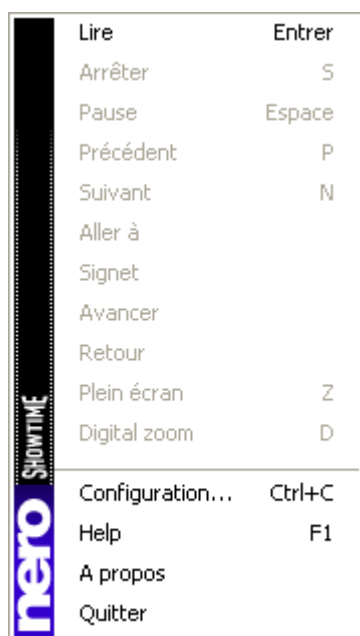 Lire Entrer
Arrêter S
Pause Espace
Précédent P
Suivant N
Aller à
Signet
Avancer
Retour
Plein écran Z
Digital zoom D
Configuration... Ctrl+C
Help F1
A propos
Quitter
nero SHOWTIME